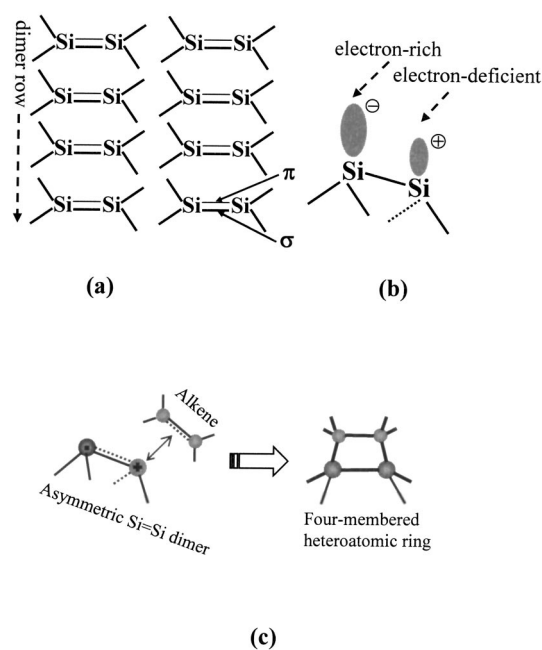 dimer row
Si=Si Si=Si
Si=Si Si=Si
Si=Si Si=Si
Si=Si Si=Si
π
σ
(a)
electron-rich
electron-deficient
⊖
⊕
Si
Si
(b)
Alkene
-
+
Asymmetric Si=Si dimer
Four-membered
heteroatomic ring
(c)